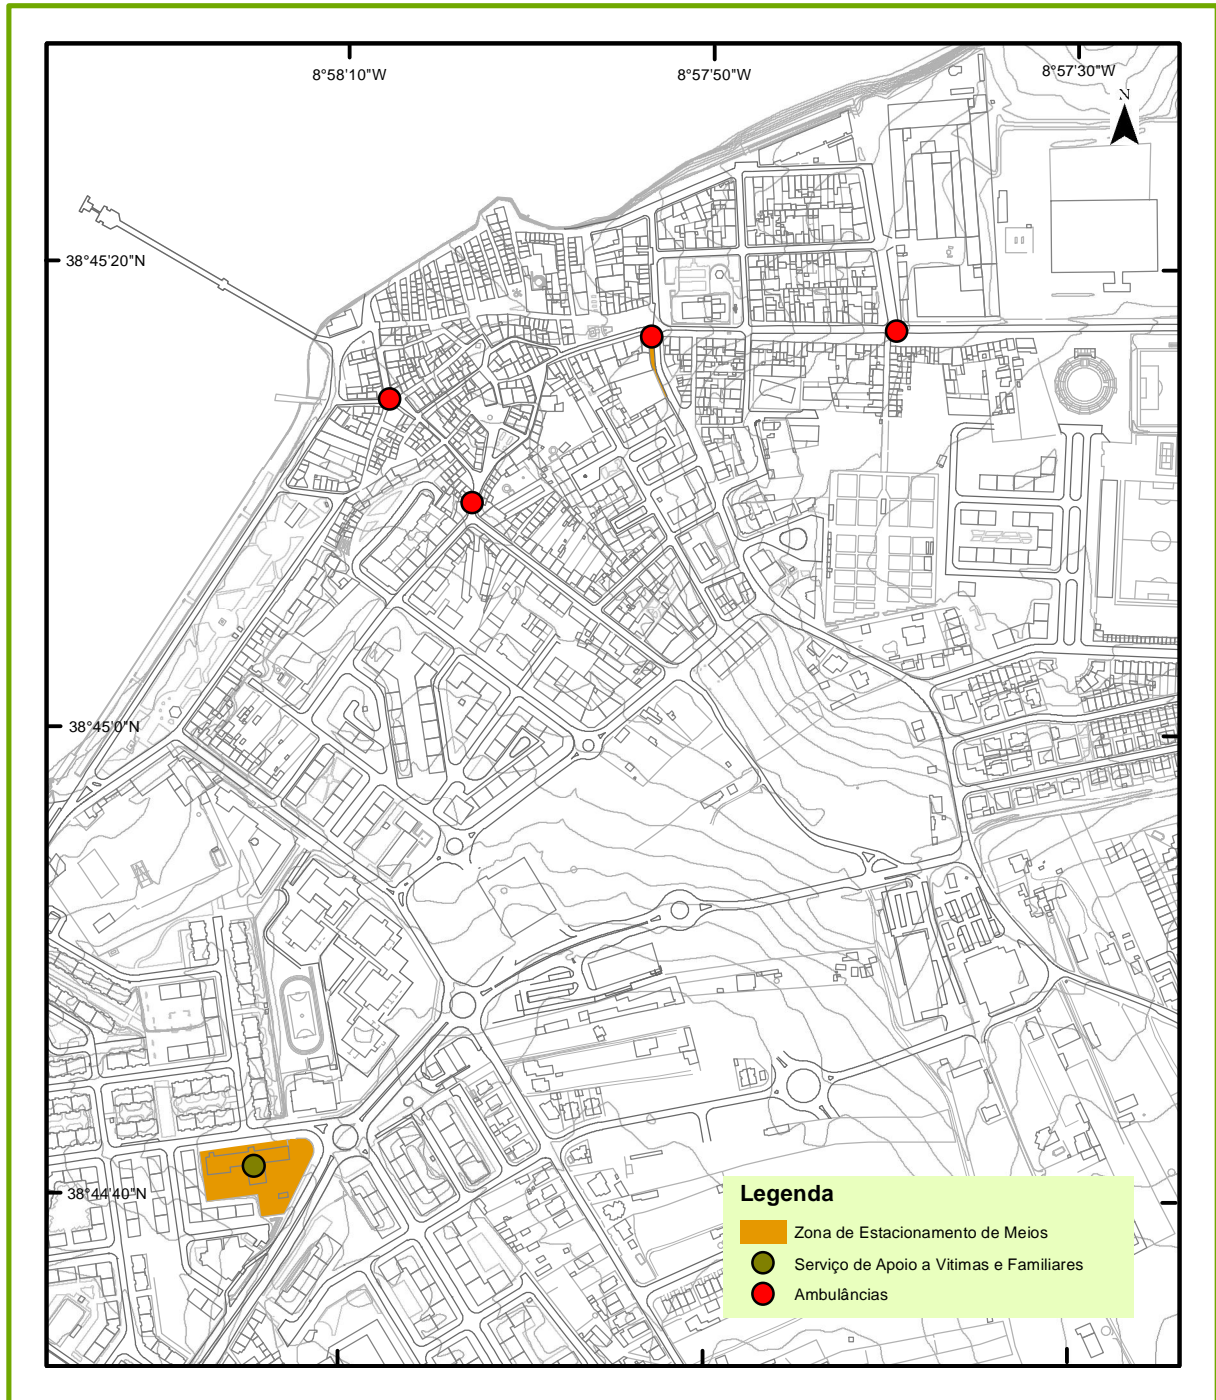 8°58'10"W
8°57'50"W
8°57'30"W
N
38°45'20"N
38°45'0"N
38°44'40"N
Legenda
Zona de Estacionamento de Meios
Serviço de Apoio a Vitimas e Familiares
Ambulâncias